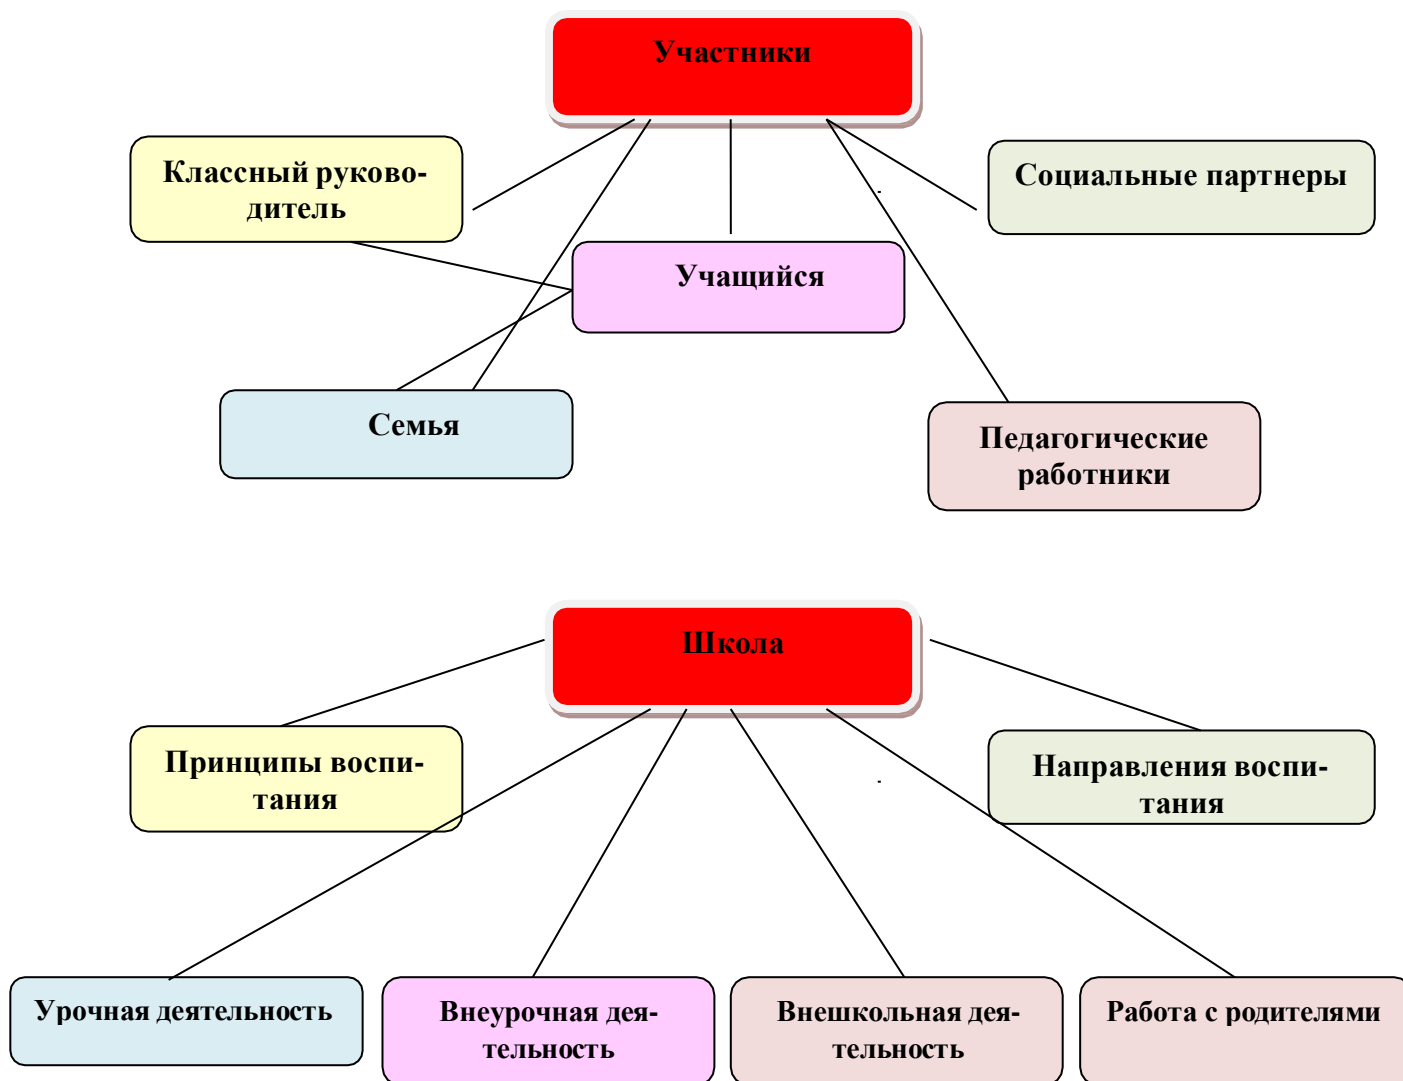 Участники
Классный руково-
дитель
Социальные партнеры
Учащийся
Семья
Педагогические
работники
Школа
Принципы воспи-
тания
Направления воспи-
тания
Урочная деятельность
Внеурочная дея-
тельность
Внешкольная дея-
тельность
Работа с родителями